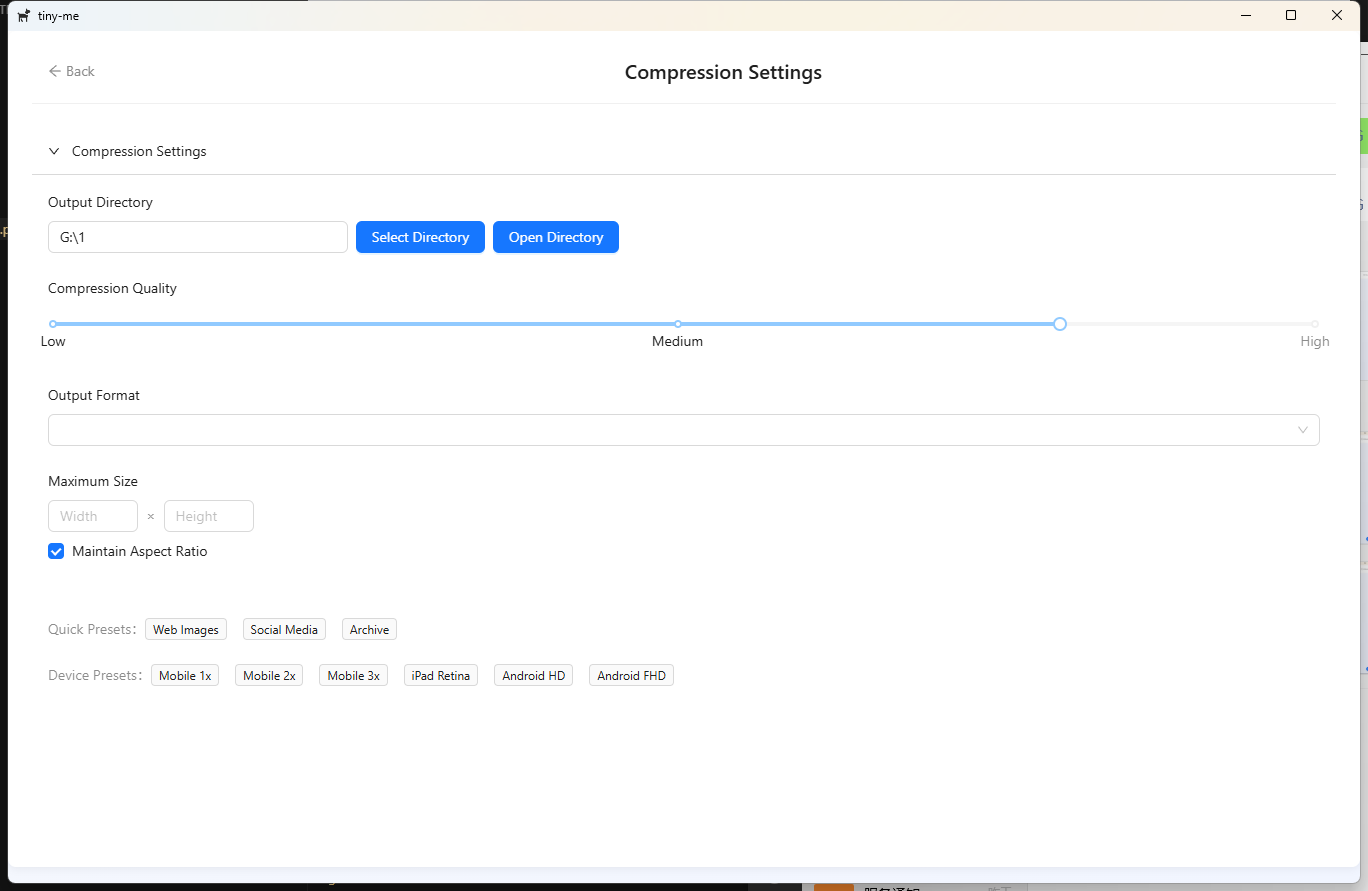 tiny-me
Back
Compression Settings
Compression Settings
Output Directory
G:\1
Select Directory
Open Directory
Compression Quality
Low
Medium
High
Output Format
Maximum Size
Width
×
Height
Maintain Aspect Ratio
Quick Presets:
Web Images
Social Media
Archive
Device Presets:
Mobile 1x
Mobile 2x
Mobile 3x
iPad Retina
Android HD
Android FHD